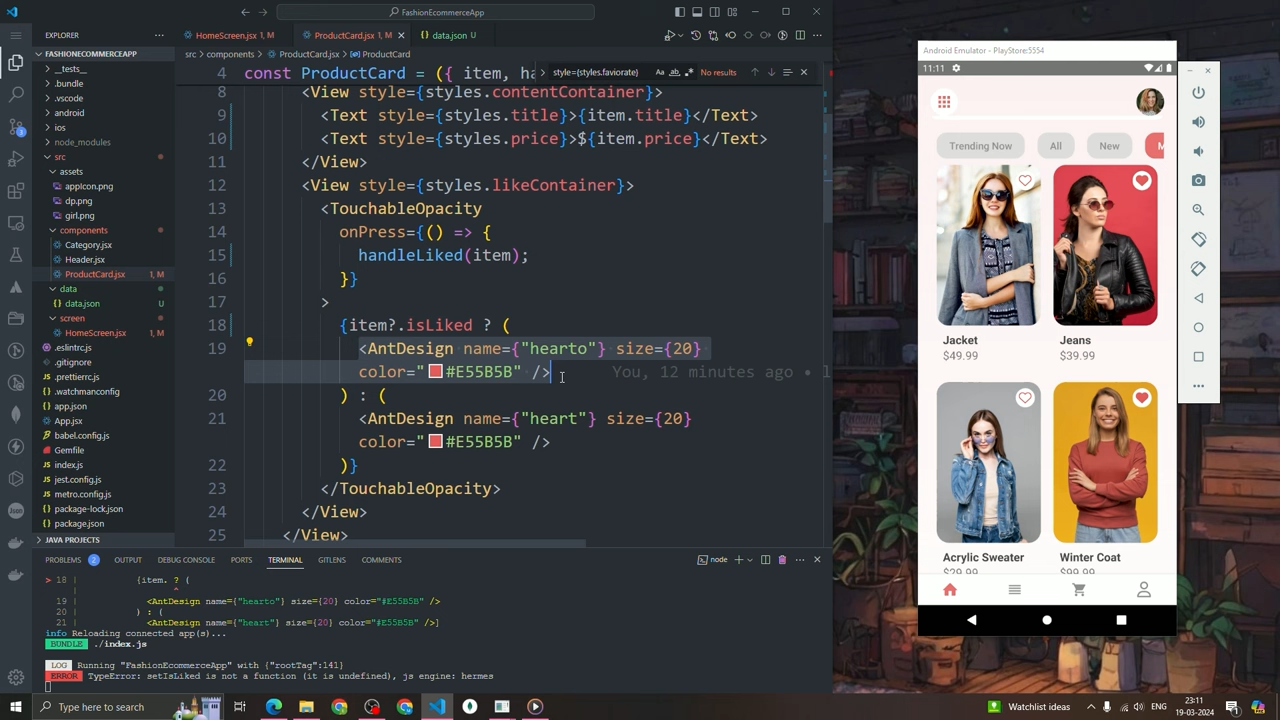 FashionEcommerceApp
EXPLORER
HomeScreen.jsx 1, M
ProductCard.jsx 1, M
data.json U
FASHIONECOMMERCEAPP
src > components > ProductCard.jsx > ProductCard
style={styles.faviorate}
Aa ab
No results
__tests__
.bundle
.vscode
android
ios
node_modules
src
assets
appIcon.png
dp.png
girl.png
components
Category.jsx
Header.jsx
ProductCard.jsx 1, M
data
data.json U
screen
HomeScreen.jsx 1, M
.eslintrc.js
.gitignore
.prettierrc.js
.watchmanconfig
app.json
App.jsx
babel.config.js
Gemfile
index.js
jest.config.js
metro.config.js
package-lock.json
package.json
JAVA PROJECTS
4 const ProductCard = ({ item, ha
8 <View style={styles.contentContainer}>
9 <Text style={styles.title}>{item.title}</Text>
10 <Text style={styles.price}>${item.price}</Text>
11 </View>
12 <View style={styles.likeContainer}>
13 <TouchableOpacity
14 onPress={() => {
15 handleLiked(item);
16 }}
17 >
18 {item?.isLiked ? (
19 <AntDesign name={"hearto"} size={20}
color="#E55B5B" />
You, 12 minutes ago •
20 ) : (
21 <AntDesign name={"heart"} size={20}
color="#E55B5B" />
22 )}
23 </TouchableOpacity>
24 </View>
25 </View>
PROBLEMS 2 OUTPUT DEBUG CONSOLE PORTS TERMINAL GITLENS COMMENTS
node
> 18 | {item. ? (
| ^
19 | <AntDesign name={"hearto"} size={20} color="#E55B5B" />
20 | ) : (
21 | <AntDesign name={"heart"} size={20} color="#E55B5B" />]
info Reloading connected app(s)...
BUNDLE ./index.js
LOG Running "FashionEcommerceApp" with {"rootTag":141}
ERROR TypeError: setIsLiked is not a function (it is undefined), js engine: hermes
Android Emulator - PlayStore:5554
11:11
Trending Now All New M
Jacket
$49.99
Jeans
$39.99
Acrylic Sweater
$29.99
Winter Coat
$99.99
Type here to search
Watchlist ideas
23:11
19-03-2024